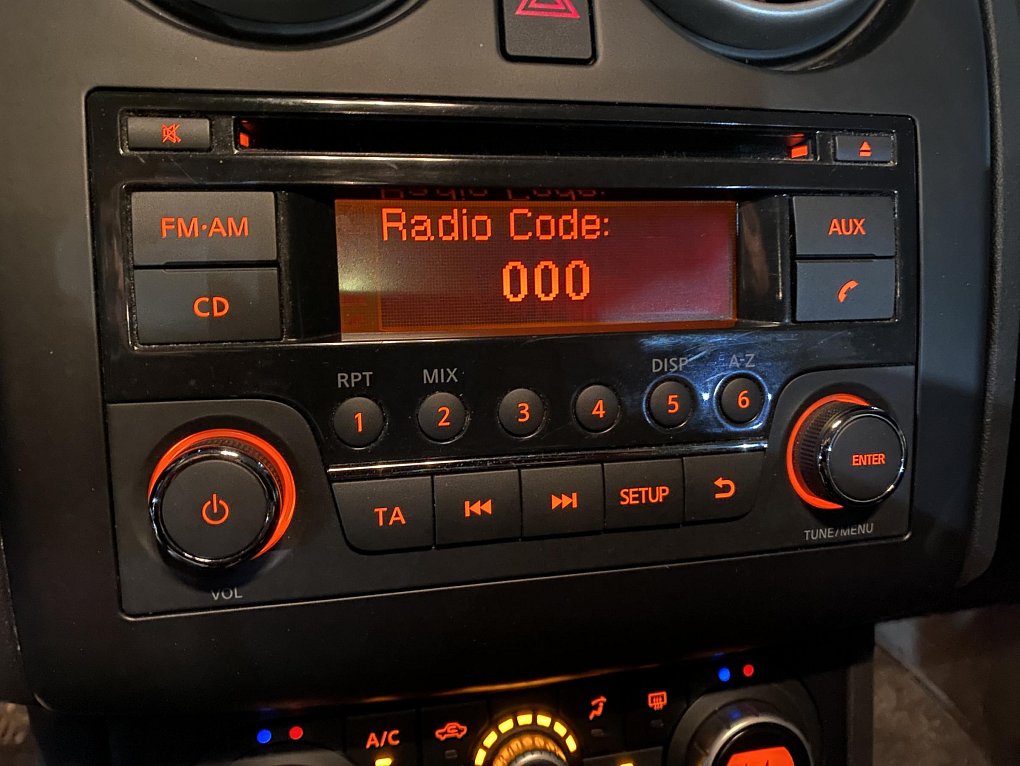 FM·AM
CD
Radio Code:
000
AUX
RPT
MIX
DISP
A-Z
1
2
3
4
5
6
TA
SETUP
ENTER
VOL
TUNE/MENU
A/C